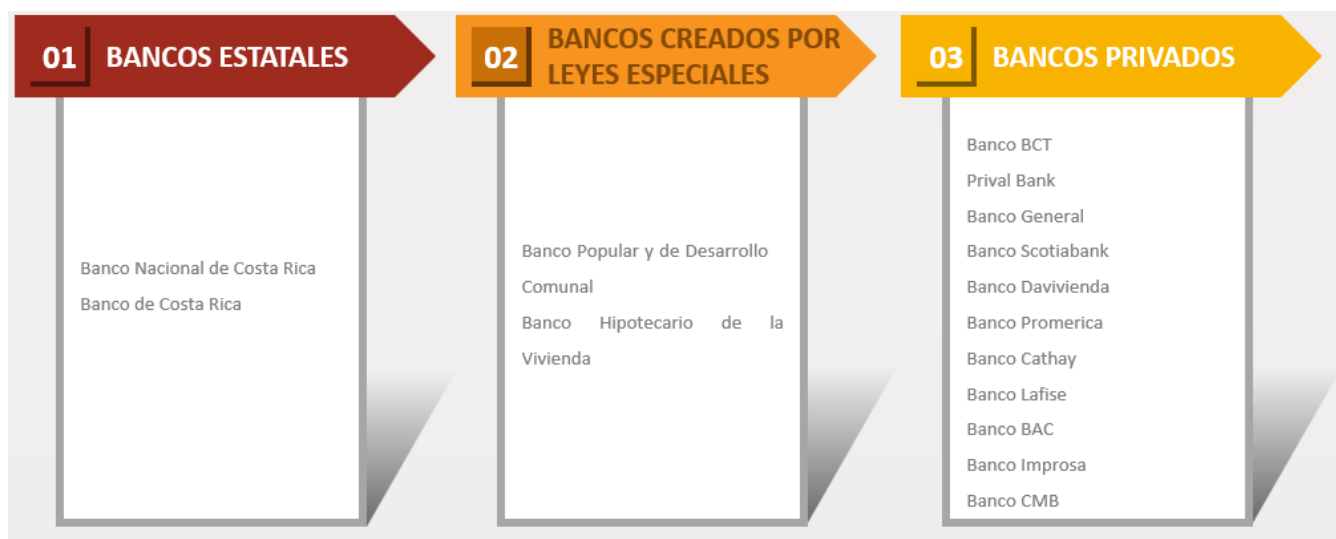 01 BANCOS ESTATALES
Banco Nacional de Costa Rica
Banco de Costa Rica
02 BANCOS CREADOS POR
LEYES ESPECIALES
Banco Popular y de Desarrollo
Comunal
Banco Hipotecario de la
Vivienda
03 BANCOS PRIVADOS
Banco BCT
Prival Bank
Banco General
Banco Scotiabank
Banco Davivienda
Banco Promerica
Banco Cathay
Banco Lafise
Banco BAC
Banco Improsa
Banco CMB